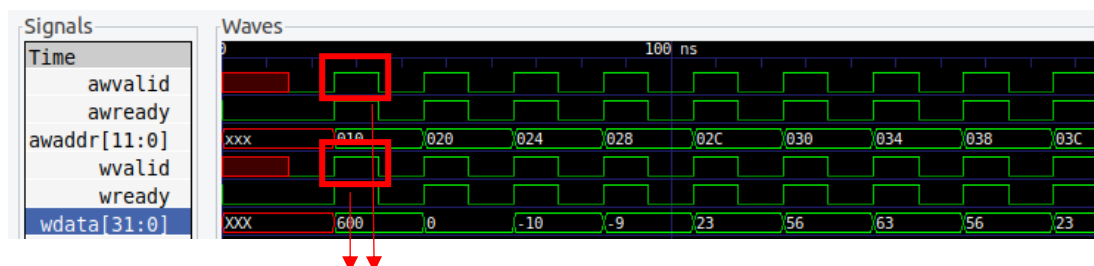 Signals Waves
Time 0 100 ns
awvalid
awready
awaddr[11:0] xxx 010 020 024 028 02C 030 034 038 03C
wvalid
wready
wdata[31:0] XXX 600 0 -10 -9 23 56 63 56 23